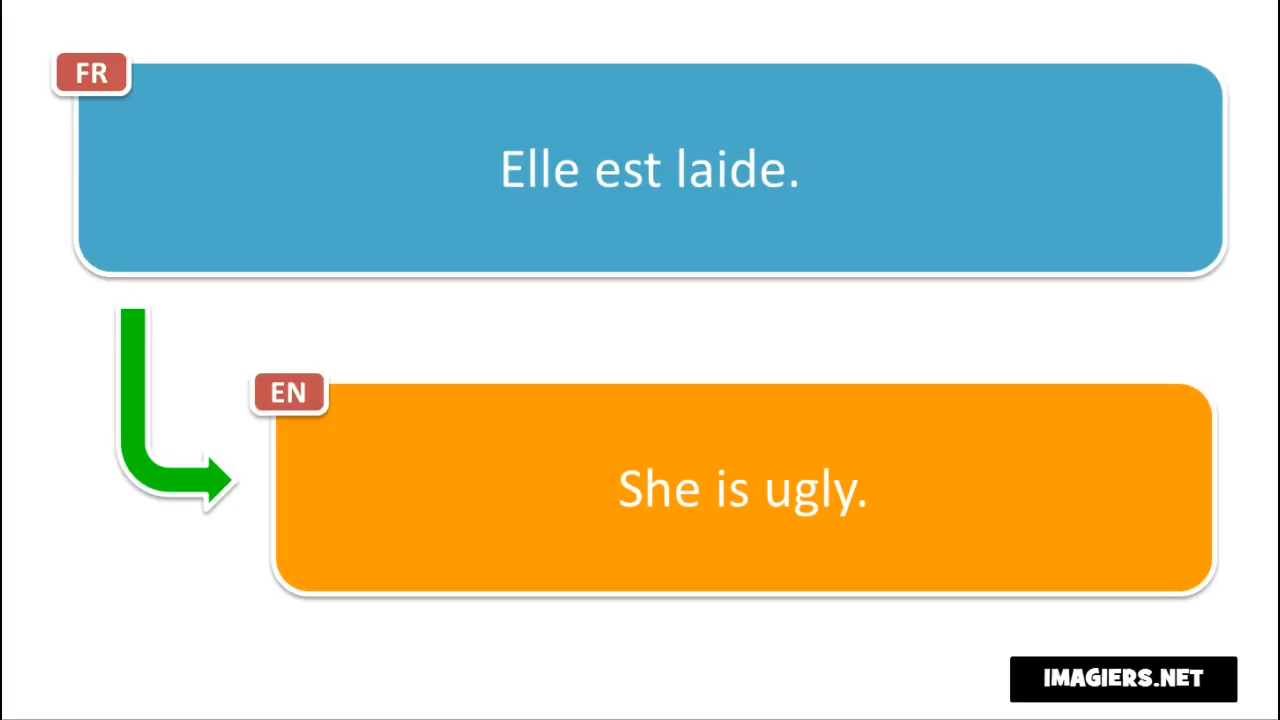 FR
Elle est laide.
EN
She is ugly.
IMAGIERS.NET